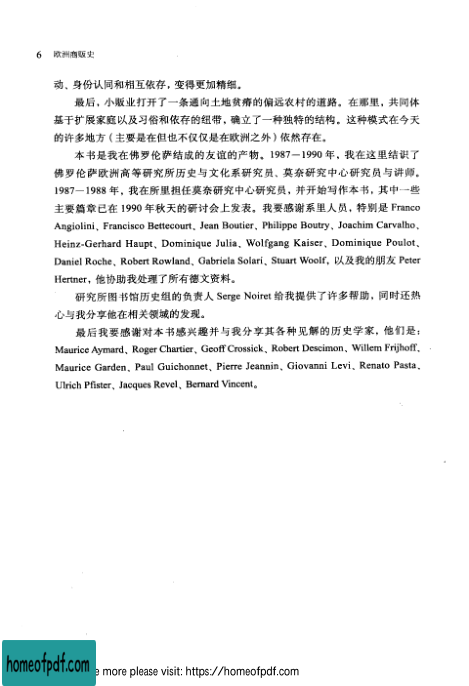 6 欧洲商贩史
动、身份认同和相互依存，变得更加精细。
最后，小贩业打开了一条通向土地贫瘠的偏远农村的道路。在那里，共同体
基于扩展家庭以及习俗和依存的纽带，确立了一种独特的结构。这种模式在今天
的许多地方（主要是在但也不仅仅是在欧洲之外）依然存在。
本书是我在佛罗伦萨结成的友谊的产物。1987－1990 年，我在这里结识了
佛罗伦萨欧洲高等研究所历史与文化系研究员、莫奈研究中心研究员与讲师。
1987－1988 年，我在所里担任莫奈研究中心研究员，并开始写作本书，其中一些
主要篇章已在 1990 年秋天的研讨会上发表。我要感谢系里人员，特别是 Franco
Angiolini、Francisco Bettecourt、Jean Boutier、Philippe Boutry、Joachim Carvalho、
Heinz-Gerhard Haupt、Dominique Julia、Wolfgang Kaiser、Dominique Poulot、
Daniel Roche、Robert Rowland、Gabriela Solari、Stuart Woolf，以及我的朋友 Peter
Hertner，他协助我处理了所有德文资料。
研究所图书馆历史组的负责人 Serge Noiret 给我提供了许多帮助，同时还热
心与我分享他在相关领域的发现。
最后我要感谢对本书感兴趣并与我分享其各种见解的历史学家，他们是：
Maurice Aymard、Roger Chartier、Geoff Crossick、Robert Descimon、Willem Frijhoff、
Maurice Garden、Paul Guichonnet、Pierre Jeannin、Giovanni Levi、Renato Pasta、
Ulrich Pfister、Jacques Revel、Bernard Vincent。
homeofpdf.com
e more please visit: https://homeofpdf.com